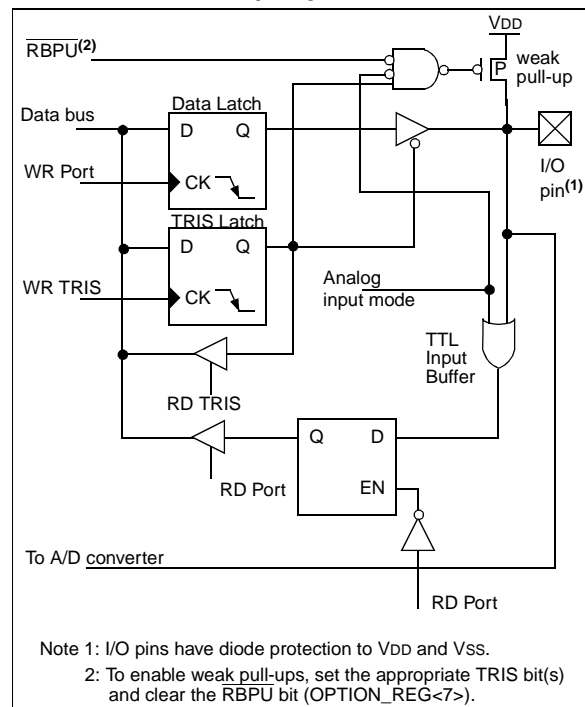 VDD
RBPU(2)
P
weak
pull-up
Data Latch
Data bus
D
Q
WR Port
CK
I/O
pin(1)
TRIS Latch
D
Q
WR TRIS
CK
Analog
input mode
TTL
Input
Buffer
RD TRIS
Q
D
RD Port
EN
To A/D converter
RD Port
Note 1: I/O pins have diode protection to VDD and VSS.
2: To enable weak pull-ups, set the appropriate TRIS bit(s)
and clear the RBPU bit (OPTION_REG<7>).